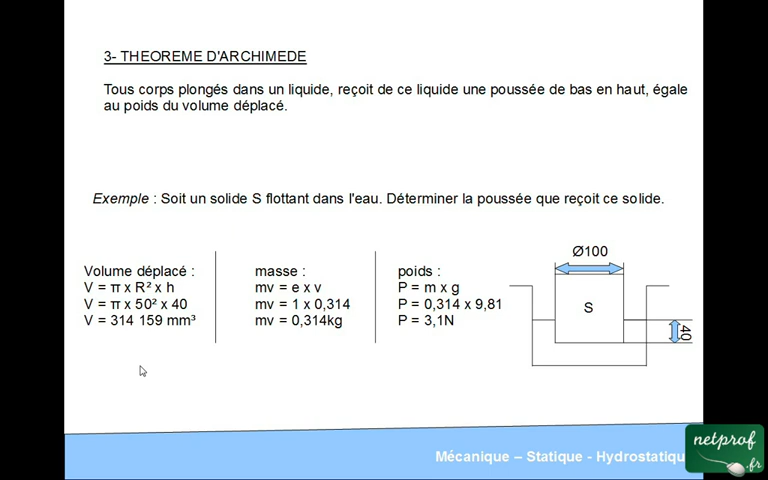 3- THEOREME D'ARCHIMEDE
Tous corps plongés dans un liquide, reçoit de ce liquide une poussée de bas en haut, égale
au poids du volume déplacé.
Exemple : Soit un solide S flottant dans l'eau. Déterminer la poussée que reçoit ce solide.
Volume déplacé :
V = π x R² x h
V = π x 50² x 40
V = 314 159 mm³
masse :
mv = e x v
mv = 1 x 0,314
mv = 0,314kg
poids :
P = m x g
P = 0,314 x 9,81
P = 3,1N
Ø100
S
40
Mécanique – Statique - Hydrostatiqu
netprof
.fr